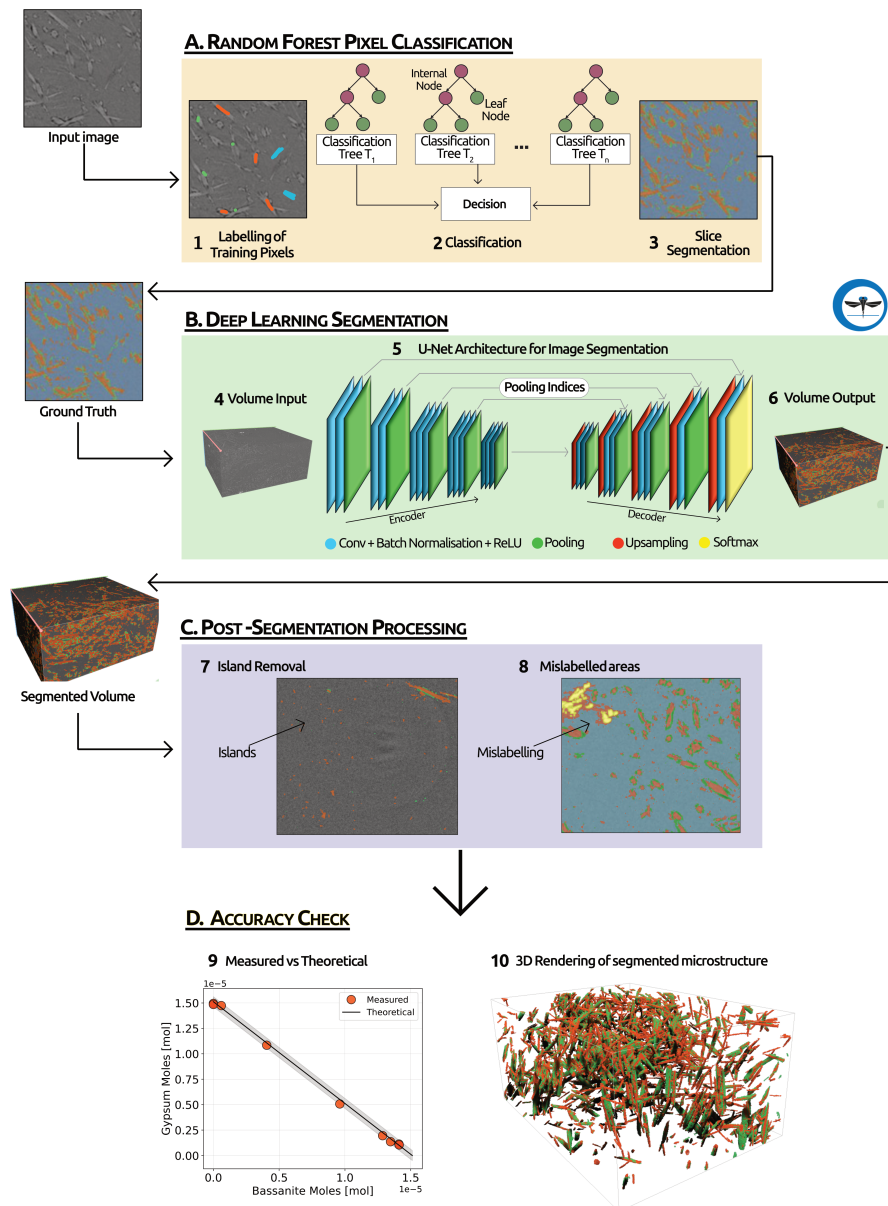 Input image
A. RANDOM FOREST PIXEL CLASSIFICATION
Internal
Node
Leaf
Node
Classification
Tree T1
Classification
Tree T2
...
Classification
Tree Tn
Decision
1 Labelling of
Training Pixels
2 Classification
3 Slice
Segmentation
Ground Truth
B. DEEP LEARNING SEGMENTATION
5 U-Net Architecture for Image Segmentation
4 Volume Input
Pooling Indices
6 Volume Output
Encoder
Decoder
Conv + Batch Normalisation + ReLU
Pooling
Upsampling
Softmax
Segmented Volume
C. POST -SEGMENTATION PROCESSING
7 Island Removal
Islands
8 Mislabelled areas
Mislabelling
D. ACCURACY CHECK
9 Measured vs Theoretical
1e−5
Measured
Theoretical
Gypsum Moles [mol]
1.50
1.25
1.00
0.75
0.50
0.25
0.00
0.0 0.5 1.0 1.5
Bassanite Moles [mol]
1e−5
10 3D Rendering of segmented microstructure